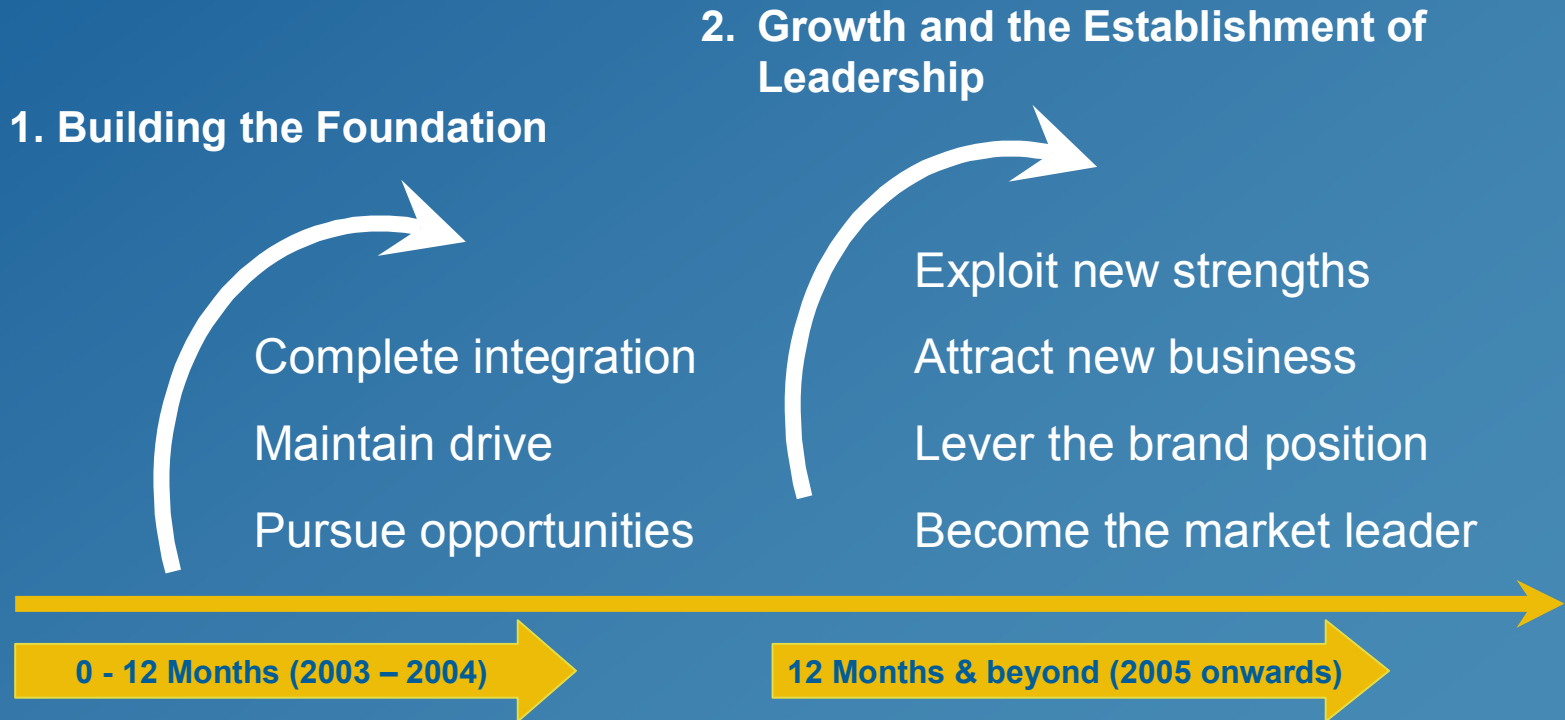 1. Building the Foundation
Complete integration
Maintain drive
Pursue opportunities
0 - 12 Months (2003 – 2004)
2. Growth and the Establishment of
Leadership
Exploit new strengths
Attract new business
Lever the brand position
Become the market leader
12 Months & beyond (2005 onwards)